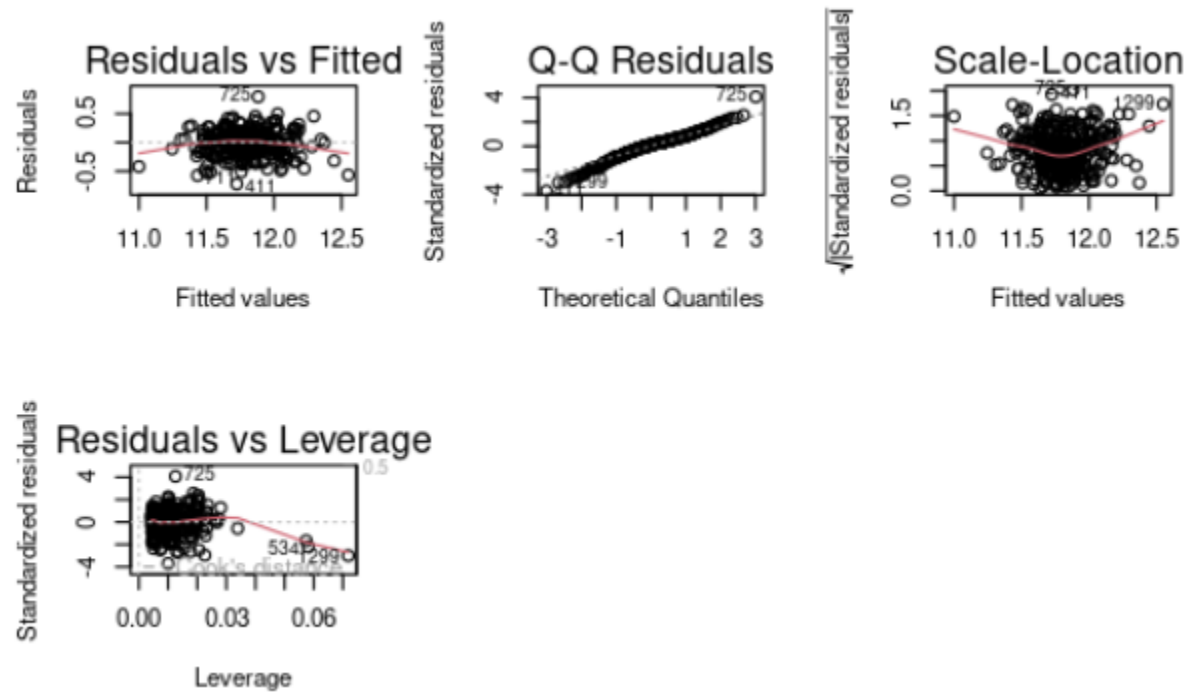 Residuals vs Fitted
Residuals
0.5
-0.5
725
411
11.0 11.5 12.0 12.5
Fitted values
Q-Q Residuals
Standardized residuals
4
0
-4
725
-3 -1 1 2 3
Theoretical Quantiles
Scale-Location
√|Standardized residuals|
1.5
0.0
1299
11.0 11.5 12.0 12.5
Fitted values
Residuals vs Leverage
Standardized residuals
4
0
-4
725
0.5
534
1299
Cook's distance
0.00 0.03 0.06
Leverage